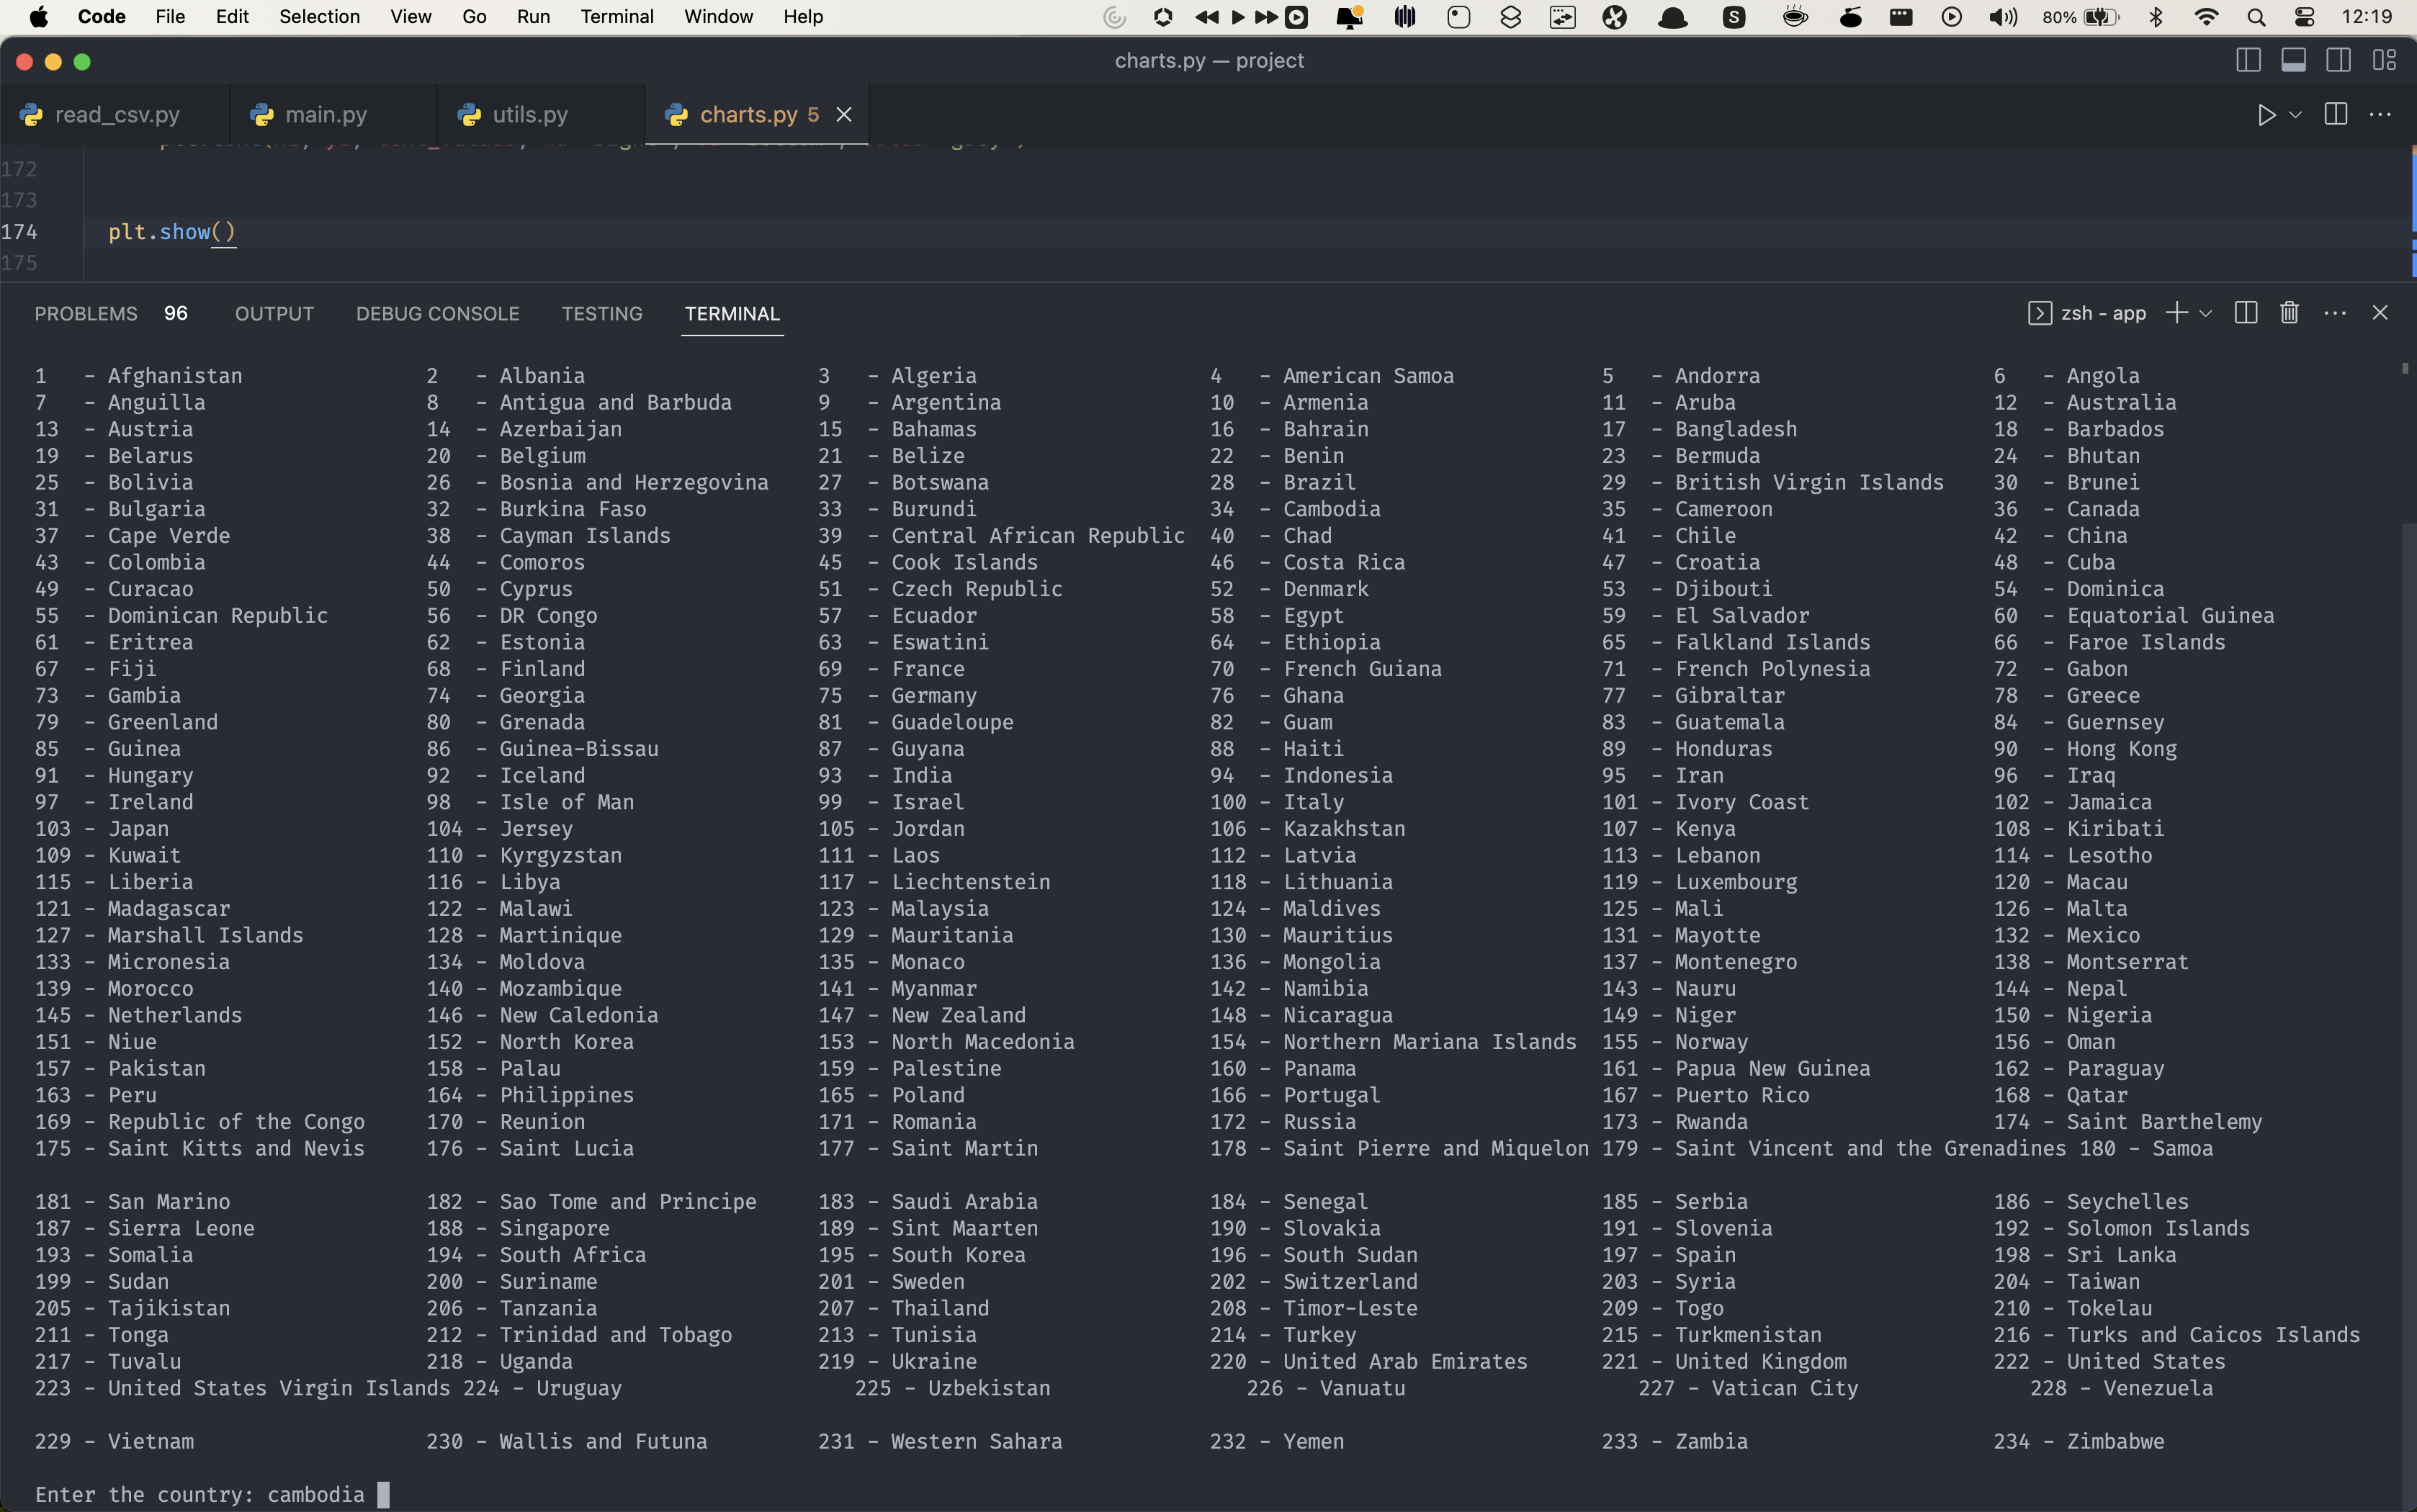 Code File Edit Selection View Go Run Terminal Window Help 80% 12:19
charts.py — project
read_csv.py main.py utils.py charts.py 5
172
173
174 plt.show()
175
PROBLEMS 96 OUTPUT DEBUG CONSOLE TESTING TERMINAL zsh - app
1 - Afghanistan 2 - Albania 3 - Algeria 4 - American Samoa 5 - Andorra 6 - Angola
7 - Anguilla 8 - Antigua and Barbuda 9 - Argentina 10 - Armenia 11 - Aruba 12 - Australia
13 - Austria 14 - Azerbaijan 15 - Bahamas 16 - Bahrain 17 - Bangladesh 18 - Barbados
19 - Belarus 20 - Belgium 21 - Belize 22 - Benin 23 - Bermuda 24 - Bhutan
25 - Bolivia 26 - Bosnia and Herzegovina 27 - Botswana 28 - Brazil 29 - British Virgin Islands 30 - Brunei
31 - Bulgaria 32 - Burkina Faso 33 - Burundi 34 - Cambodia 35 - Cameroon 36 - Canada
37 - Cape Verde 38 - Cayman Islands 39 - Central African Republic 40 - Chad 41 - Chile 42 - China
43 - Colombia 44 - Comoros 45 - Cook Islands 46 - Costa Rica 47 - Croatia 48 - Cuba
49 - Curacao 50 - Cyprus 51 - Czech Republic 52 - Denmark 53 - Djibouti 54 - Dominica
55 - Dominican Republic 56 - DR Congo 57 - Ecuador 58 - Egypt 59 - El Salvador 60 - Equatorial Guinea
61 - Eritrea 62 - Estonia 63 - Eswatini 64 - Ethiopia 65 - Falkland Islands 66 - Faroe Islands
67 - Fiji 68 - Finland 69 - France 70 - French Guiana 71 - French Polynesia 72 - Gabon
73 - Gambia 74 - Georgia 75 - Germany 76 - Ghana 77 - Gibraltar 78 - Greece
79 - Greenland 80 - Grenada 81 - Guadeloupe 82 - Guam 83 - Guatemala 84 - Guernsey
85 - Guinea 86 - Guinea-Bissau 87 - Guyana 88 - Haiti 89 - Honduras 90 - Hong Kong
91 - Hungary 92 - Iceland 93 - India 94 - Indonesia 95 - Iran 96 - Iraq
97 - Ireland 98 - Isle of Man 99 - Israel 100 - Italy 101 - Ivory Coast 102 - Jamaica
103 - Japan 104 - Jersey 105 - Jordan 106 - Kazakhstan 107 - Kenya 108 - Kiribati
109 - Kuwait 110 - Kyrgyzstan 111 - Laos 112 - Latvia 113 - Lebanon 114 - Lesotho
115 - Liberia 116 - Libya 117 - Liechtenstein 118 - Lithuania 119 - Luxembourg 120 - Macau
121 - Madagascar 122 - Malawi 123 - Malaysia 124 - Maldives 125 - Mali 126 - Malta
127 - Marshall Islands 128 - Martinique 129 - Mauritania 130 - Mauritius 131 - Mayotte 132 - Mexico
133 - Micronesia 134 - Moldova 135 - Monaco 136 - Mongolia 137 - Montenegro 138 - Montserrat
139 - Morocco 140 - Mozambique 141 - Myanmar 142 - Namibia 143 - Nauru 144 - Nepal
145 - Netherlands 146 - New Caledonia 147 - New Zealand 148 - Nicaragua 149 - Niger 150 - Nigeria
151 - Niue 152 - North Korea 153 - North Macedonia 154 - Northern Mariana Islands 155 - Norway 156 - Oman
157 - Pakistan 158 - Palau 159 - Palestine 160 - Panama 161 - Papua New Guinea 162 - Paraguay
163 - Peru 164 - Philippines 165 - Poland 166 - Portugal 167 - Puerto Rico 168 - Qatar
169 - Republic of the Congo 170 - Reunion 171 - Romania 172 - Russia 173 - Rwanda 174 - Saint Barthelemy
175 - Saint Kitts and Nevis 176 - Saint Lucia 177 - Saint Martin 178 - Saint Pierre and Miquelon 179 - Saint Vincent and the Grenadines 180 - Samoa
181 - San Marino 182 - Sao Tome and Principe 183 - Saudi Arabia 184 - Senegal 185 - Serbia 186 - Seychelles
187 - Sierra Leone 188 - Singapore 189 - Sint Maarten 190 - Slovakia 191 - Slovenia 192 - Solomon Islands
193 - Somalia 194 - South Africa 195 - South Korea 196 - South Sudan 197 - Spain 198 - Sri Lanka
199 - Sudan 200 - Suriname 201 - Sweden 202 - Switzerland 203 - Syria 204 - Taiwan
205 - Tajikistan 206 - Tanzania 207 - Thailand 208 - Timor-Leste 209 - Togo 210 - Tokelau
211 - Tonga 212 - Trinidad and Tobago 213 - Tunisia 214 - Turkey 215 - Turkmenistan 216 - Turks and Caicos Islands
217 - Tuvalu 218 - Uganda 219 - Ukraine 220 - United Arab Emirates 221 - United Kingdom 222 - United States
223 - United States Virgin Islands 224 - Uruguay 225 - Uzbekistan 226 - Vanuatu 227 - Vatican City 228 - Venezuela
229 - Vietnam 230 - Wallis and Futuna 231 - Western Sahara 232 - Yemen 233 - Zambia 234 - Zimbabwe
Enter the country: cambodia